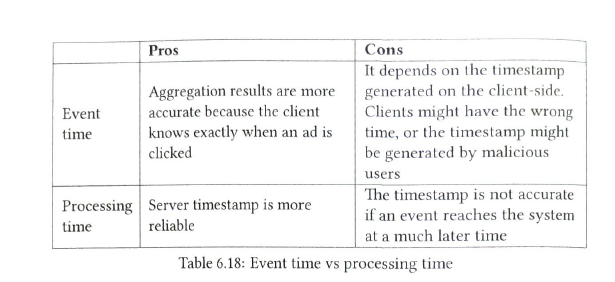 Pros
Cons
Event
time
Aggregation results are more
accurate because the client
knows exactly when an ad is
clicked
It depends on the timestamp
generated on the client-side.
Clients might have the wrong
time, or the timestamp might
be generated by malicious
users
Processing
time
Server timestamp is more
reliable
The timestamp is not accurate
if an event reaches the system
at a much later time
Table 6.18: Event time vs processing time